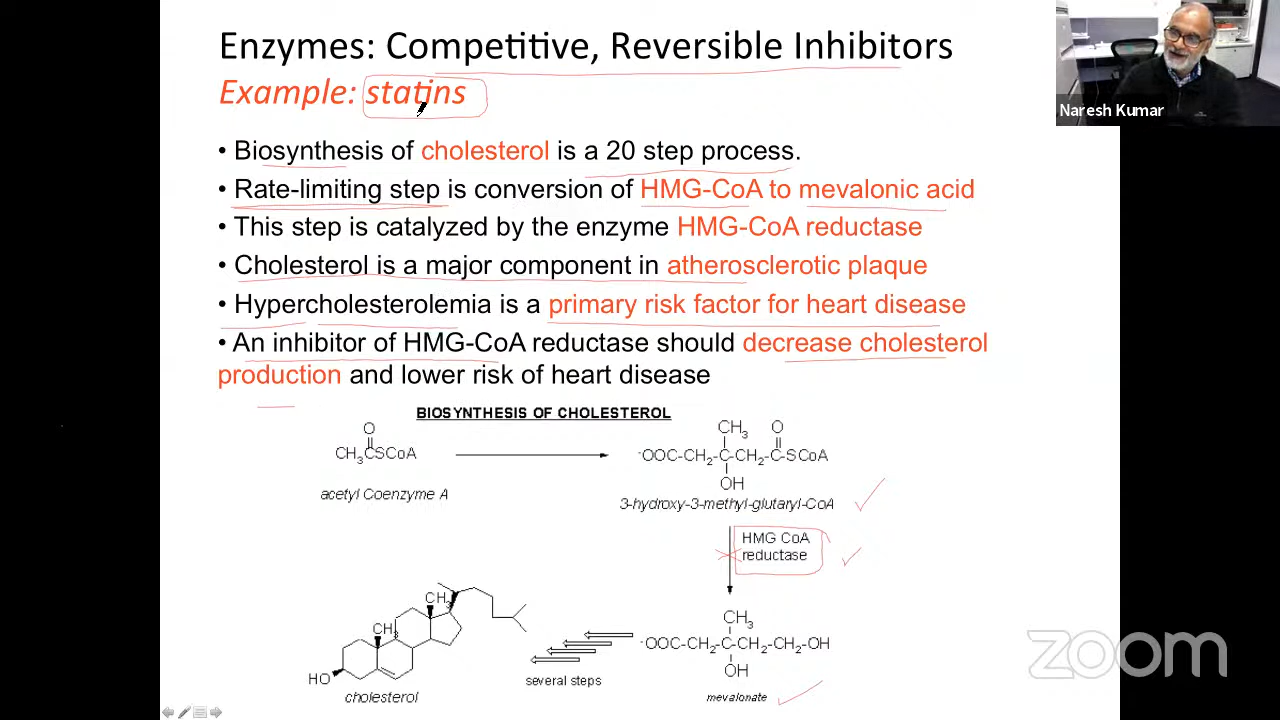 Enzymes: Competitive, Reversible Inhibitors
Example: statins
Naresh Kumar
• Biosynthesis of cholesterol is a 20 step process.
• Rate-limiting step is conversion of HMG-CoA to mevalonic acid
• This step is catalyzed by the enzyme HMG-CoA reductase
• Cholesterol is a major component in atherosclerotic plaque
• Hypercholesterolemia is a primary risk factor for heart disease
• An inhibitor of HMG-CoA reductase should decrease cholesterol
production and lower risk of heart disease
BIOSYNTHESIS OF CHOLESTEROL
O
CH3CSCoA
acetyl Coenzyme A
CH3 O
-OOC-CH2-C-CH2-C-SCoA
OH
3-hydroxy-3-methyl-glutaryl-CoA
HMG CoA
reductase
CH3
-OOC-CH2-C-CH2-CH2-OH
OH
mevalonate
several steps
CH3
CH3
HO
cholesterol
zoom